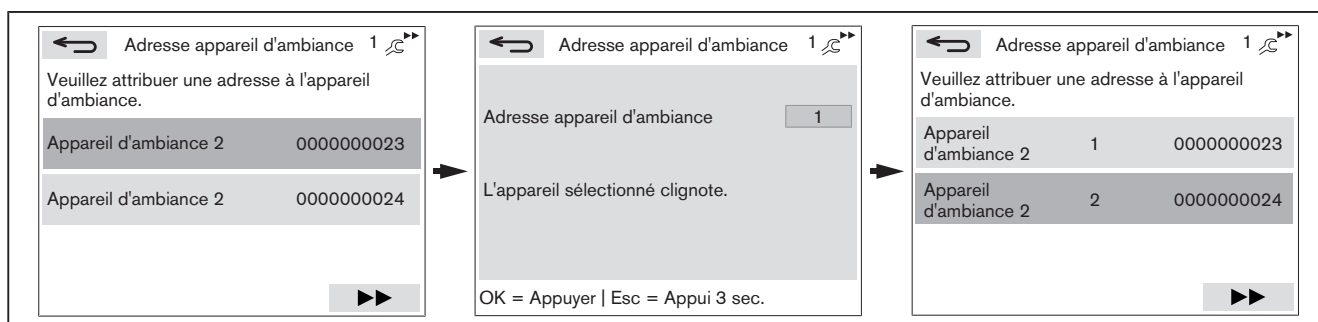 Adresse appareil d'ambiance 1
Veuillez attribuer une adresse à l'appareil
d'ambiance.
Appareil d'ambiance 2 0000000023
Appareil d'ambiance 2 0000000024
Adresse appareil d'ambiance 1
Adresse appareil d'ambiance 1
L'appareil sélectionné clignote.
OK = Appuyer | Esc = Appui 3 sec.
Adresse appareil d'ambiance 1
Veuillez attribuer une adresse à l'appareil
d'ambiance.
Appareil
d'ambiance 2 1 0000000023
Appareil
d'ambiance 2 2 0000000024